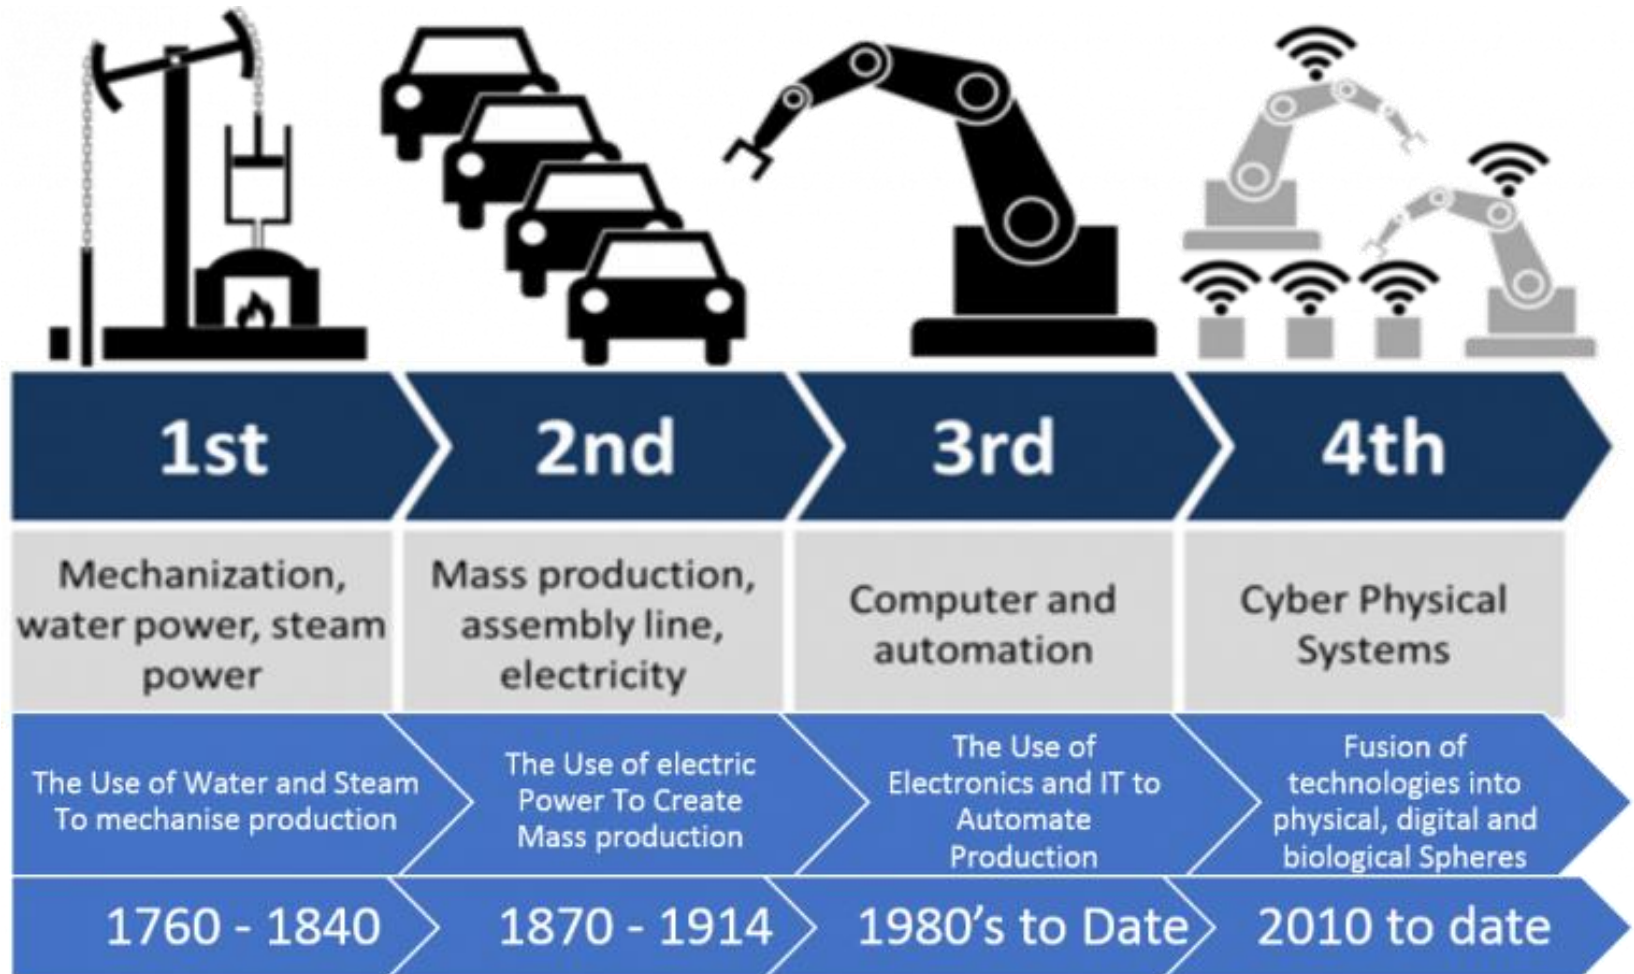 1st
2nd
3rd
4th
Mechanization,
water power, steam
power
Mass production,
assembly line,
electricity
Computer and
automation
Cyber Physical
Systems
The Use of Water and Steam
To mechanise production
The Use of electric
Power To Create
Mass production
The Use of
Electronics and IT to
Automate
Production
Fusion of
technologies into
physical, digital and
biological Spheres
1760 - 1840
1870 - 1914
1980's to Date
2010 to date